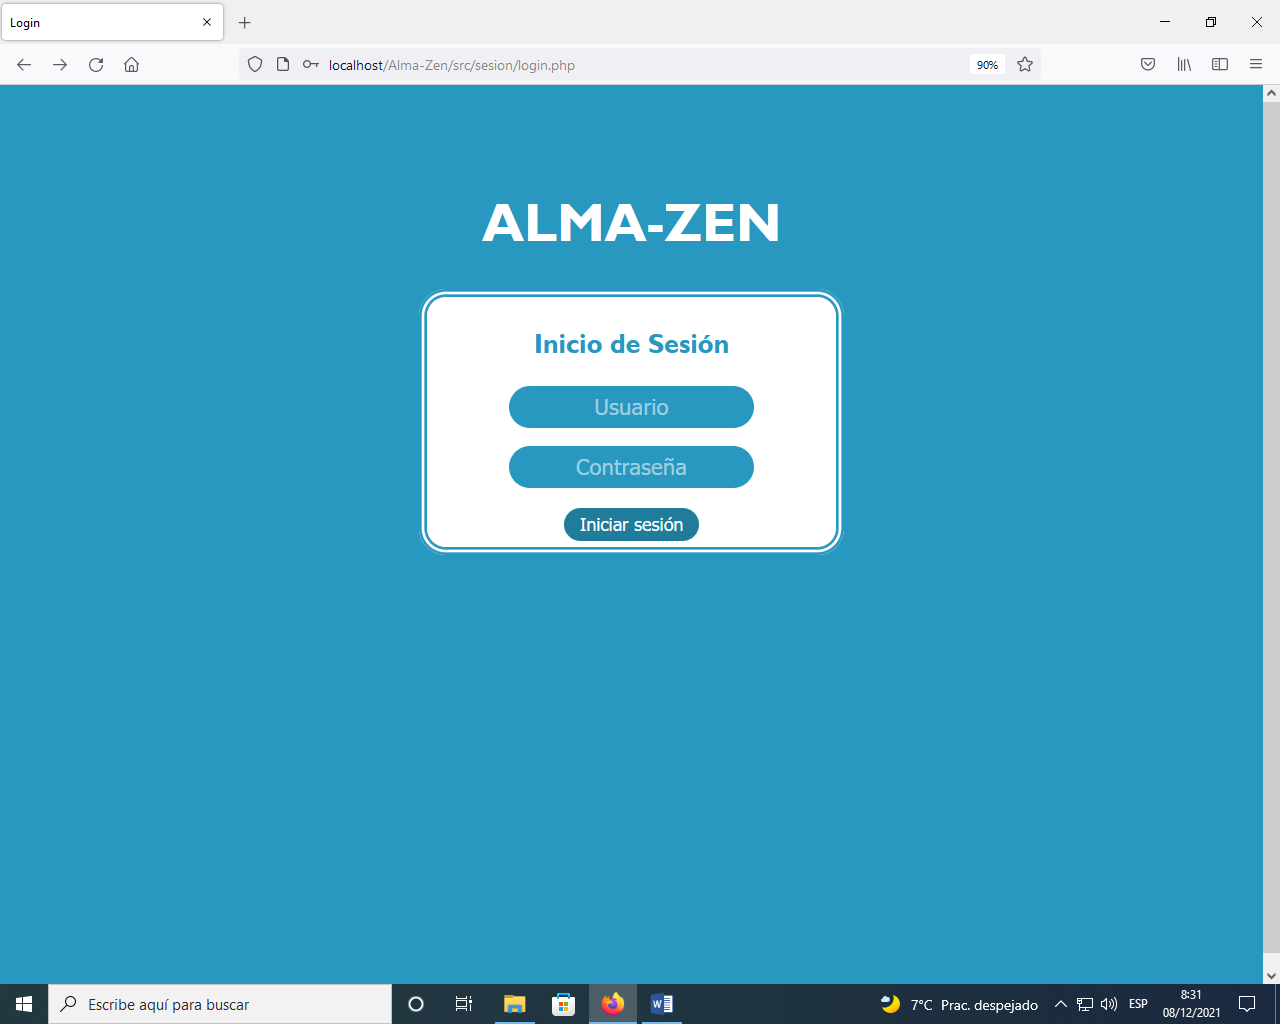 Login
localhost/Alma-Zen/src/sesion/login.php
90%
ALMA-ZEN
Inicio de Sesión
Usuario
Contraseña
Iniciar sesión
Escribe aquí para buscar
7°C Prac. despejado
ESP
8:31
08/12/2021